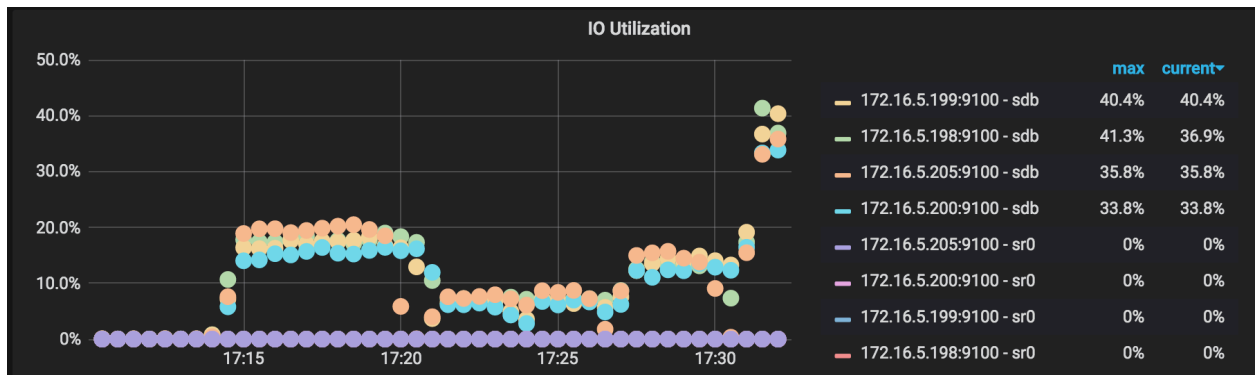 IO Utilization
50.0%
40.0%
30.0%
20.0%
10.0%
0%
17:15 17:20 17:25 17:30
max current
172.16.5.199:9100 - sdb 40.4% 40.4%
172.16.5.198:9100 - sdb 41.3% 36.9%
172.16.5.205:9100 - sdb 35.8% 35.8%
172.16.5.200:9100 - sdb 33.8% 33.8%
172.16.5.205:9100 - sr0 0% 0%
172.16.5.200:9100 - sr0 0% 0%
172.16.5.199:9100 - sr0 0% 0%
172.16.5.198:9100 - sr0 0% 0%